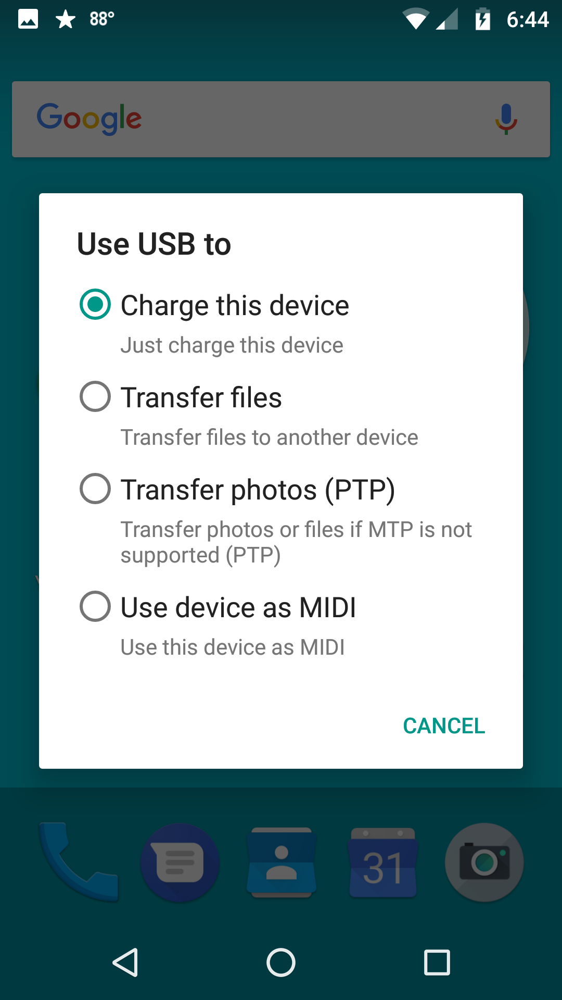 88° 6:44
Google
Use USB to
Charge this device
Just charge this device
Transfer files
Transfer files to another device
Transfer photos (PTP)
Transfer photos or files if MTP is not
supported (PTP)
Use device as MIDI
Use this device as MIDI
CANCEL
31